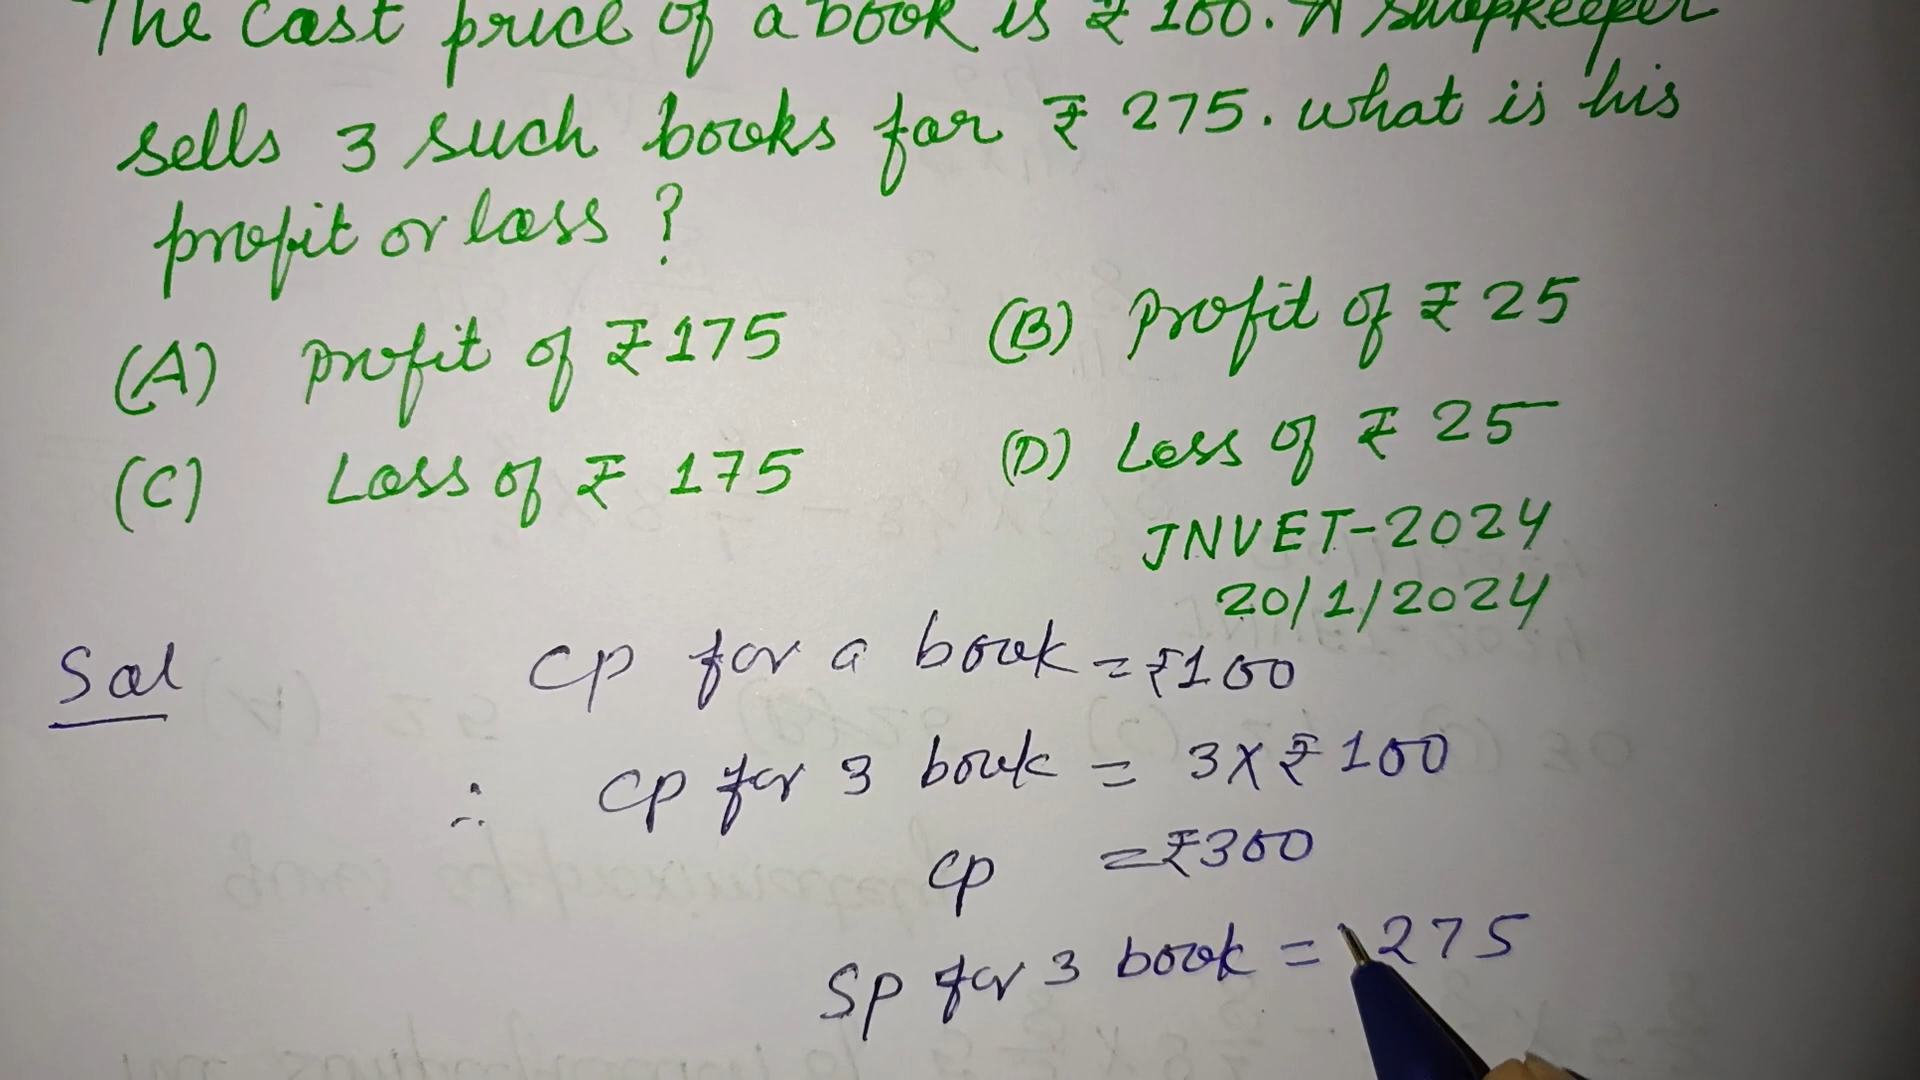 The cost price of a book is ₹ 100. A shopkeeper
sells 3 such books for ₹ 275. what is his
profit or loss ?
(A) profit of ₹ 175
(B) Profit of ₹ 25
(C) Loss of ₹ 175
(D) Loss of ₹ 25
JNVET-2024
20/1/2024
Sol
CP for a book = ₹100
∴ CP for 3 book = 3 X ₹ 100
CP = ₹300
SP for 3 book = 275